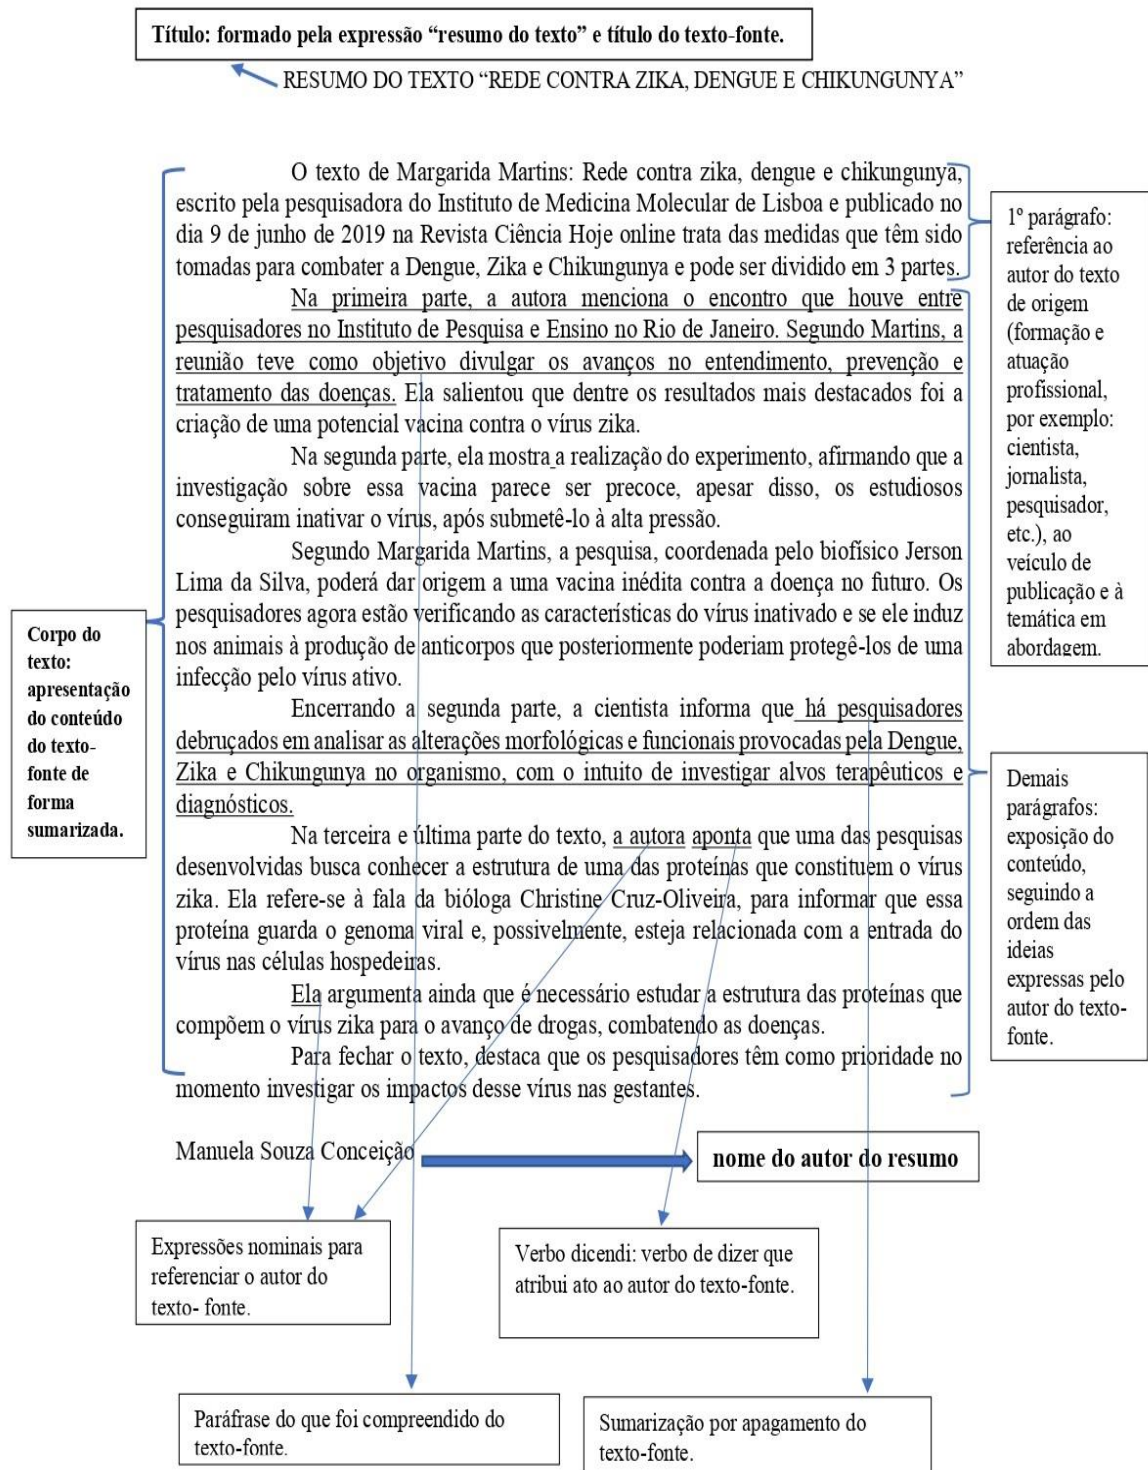 Título: formado pela expressão “resumo do texto” e título do texto-fonte.
RESUMO DO TEXTO “REDE CONTRA ZIKA, DENGUE E CHIKUNGUNYA”
O texto de Margarida Martins: Rede contra zika, dengue e chikungunya,
escrito pela pesquisadora do Instituto de Medicina Molecular de Lisboa e publicado no
dia 9 de junho de 2019 na Revista Ciência Hoje online trata das medidas que têm sido
tomadas para combater a Dengue, Zika e Chikungunya e pode ser dividido em 3 partes.
Na primeira parte, a autora menciona o encontro que houve entre
pesquisadores no Instituto de Pesquisa e Ensino no Rio de Janeiro. Segundo Martins, a
reunião teve como objetivo divulgar os avanços no entendimento, prevenção e
tratamento das doenças. Ela salientou que dentre os resultados mais destacados foi a
criação de uma potencial vacina contra o vírus zika.
Na segunda parte, ela mostra a realização do experimento, afirmando que a
investigação sobre essa vacina parece ser precoce, apesar disso, os estudiosos
conseguiram inativar o vírus, após submetê-lo à alta pressão.
Segundo Margarida Martins, a pesquisa, coordenada pelo biofísico Jerson
Lima da Silva, poderá dar origem a uma vacina inédita contra a doença no futuro. Os
pesquisadores agora estão verificando as características do vírus inativado e se ele induz
nos animais à produção de anticorpos que posteriormente poderiam protegê-los de uma
infecção pelo vírus ativo.
Encerrando a segunda parte, a cientista informa que há pesquisadores
debruçados em analisar as alterações morfológicas e funcionais provocadas pela Dengue,
Zika e Chikungunya no organismo, com o intuito de investigar alvos terapêuticos e
diagnósticos.
Na terceira e última parte do texto, a autora aponta que uma das pesquisas
desenvolvidas busca conhecer a estrutura de uma das proteínas que constituem o vírus
zika. Ela refere-se à fala da bióloga Christine Cruz-Oliveira, para informar que essa
proteína guarda o genoma viral e, possivelmente, esteja relacionada com a entrada do
vírus nas células hospedeiras.
Ela argumenta ainda que é necessário estudar a estrutura das proteínas que
compõem o vírus zika para o avanço de drogas, combatendo as doenças.
Para fechar o texto, destaca que os pesquisadores têm como prioridade no
momento investigar os impactos desse vírus nas gestantes.
Manuela Souza Conceição
nome do autor do resumo
Corpo do
texto:
apresentação
do conteúdo
do texto-
fonte de
forma
sumarizada.
1º parágrafo:
referência ao
autor do texto
de origem
(formação e
atuação
profissional,
por exemplo:
cientista,
jornalista,
pesquisador,
etc.), ao
veículo de
publicação e à
temática em
abordagem.
Demais
parágrafos:
exposição do
conteúdo,
seguindo a
ordem das
ideias
expressas pelo
autor do texto-
fonte.
Expressões nominais para
referenciar o autor do
texto- fonte.
Verbo dicendi: verbo de dizer que
atribui ato ao autor do texto-fonte.
Paráfrase do que foi compreendido do
texto-fonte.
Sumarização por apagamento do
texto-fonte.